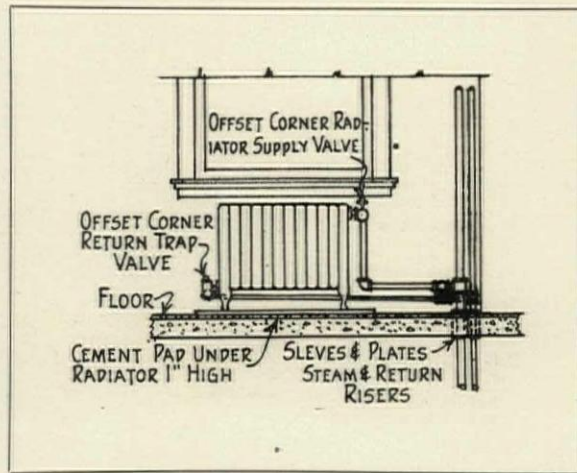 OFFSET CORNER RAD-
IATOR SUPPLY VALVE
OFFSET CORNER
RETURN TRAP
VALVE
FLOOR
CEMENT PAD UNDER
RADIATOR 1" HIGH
SLEVES & PLATES
STEAM & RETURN
RISERS